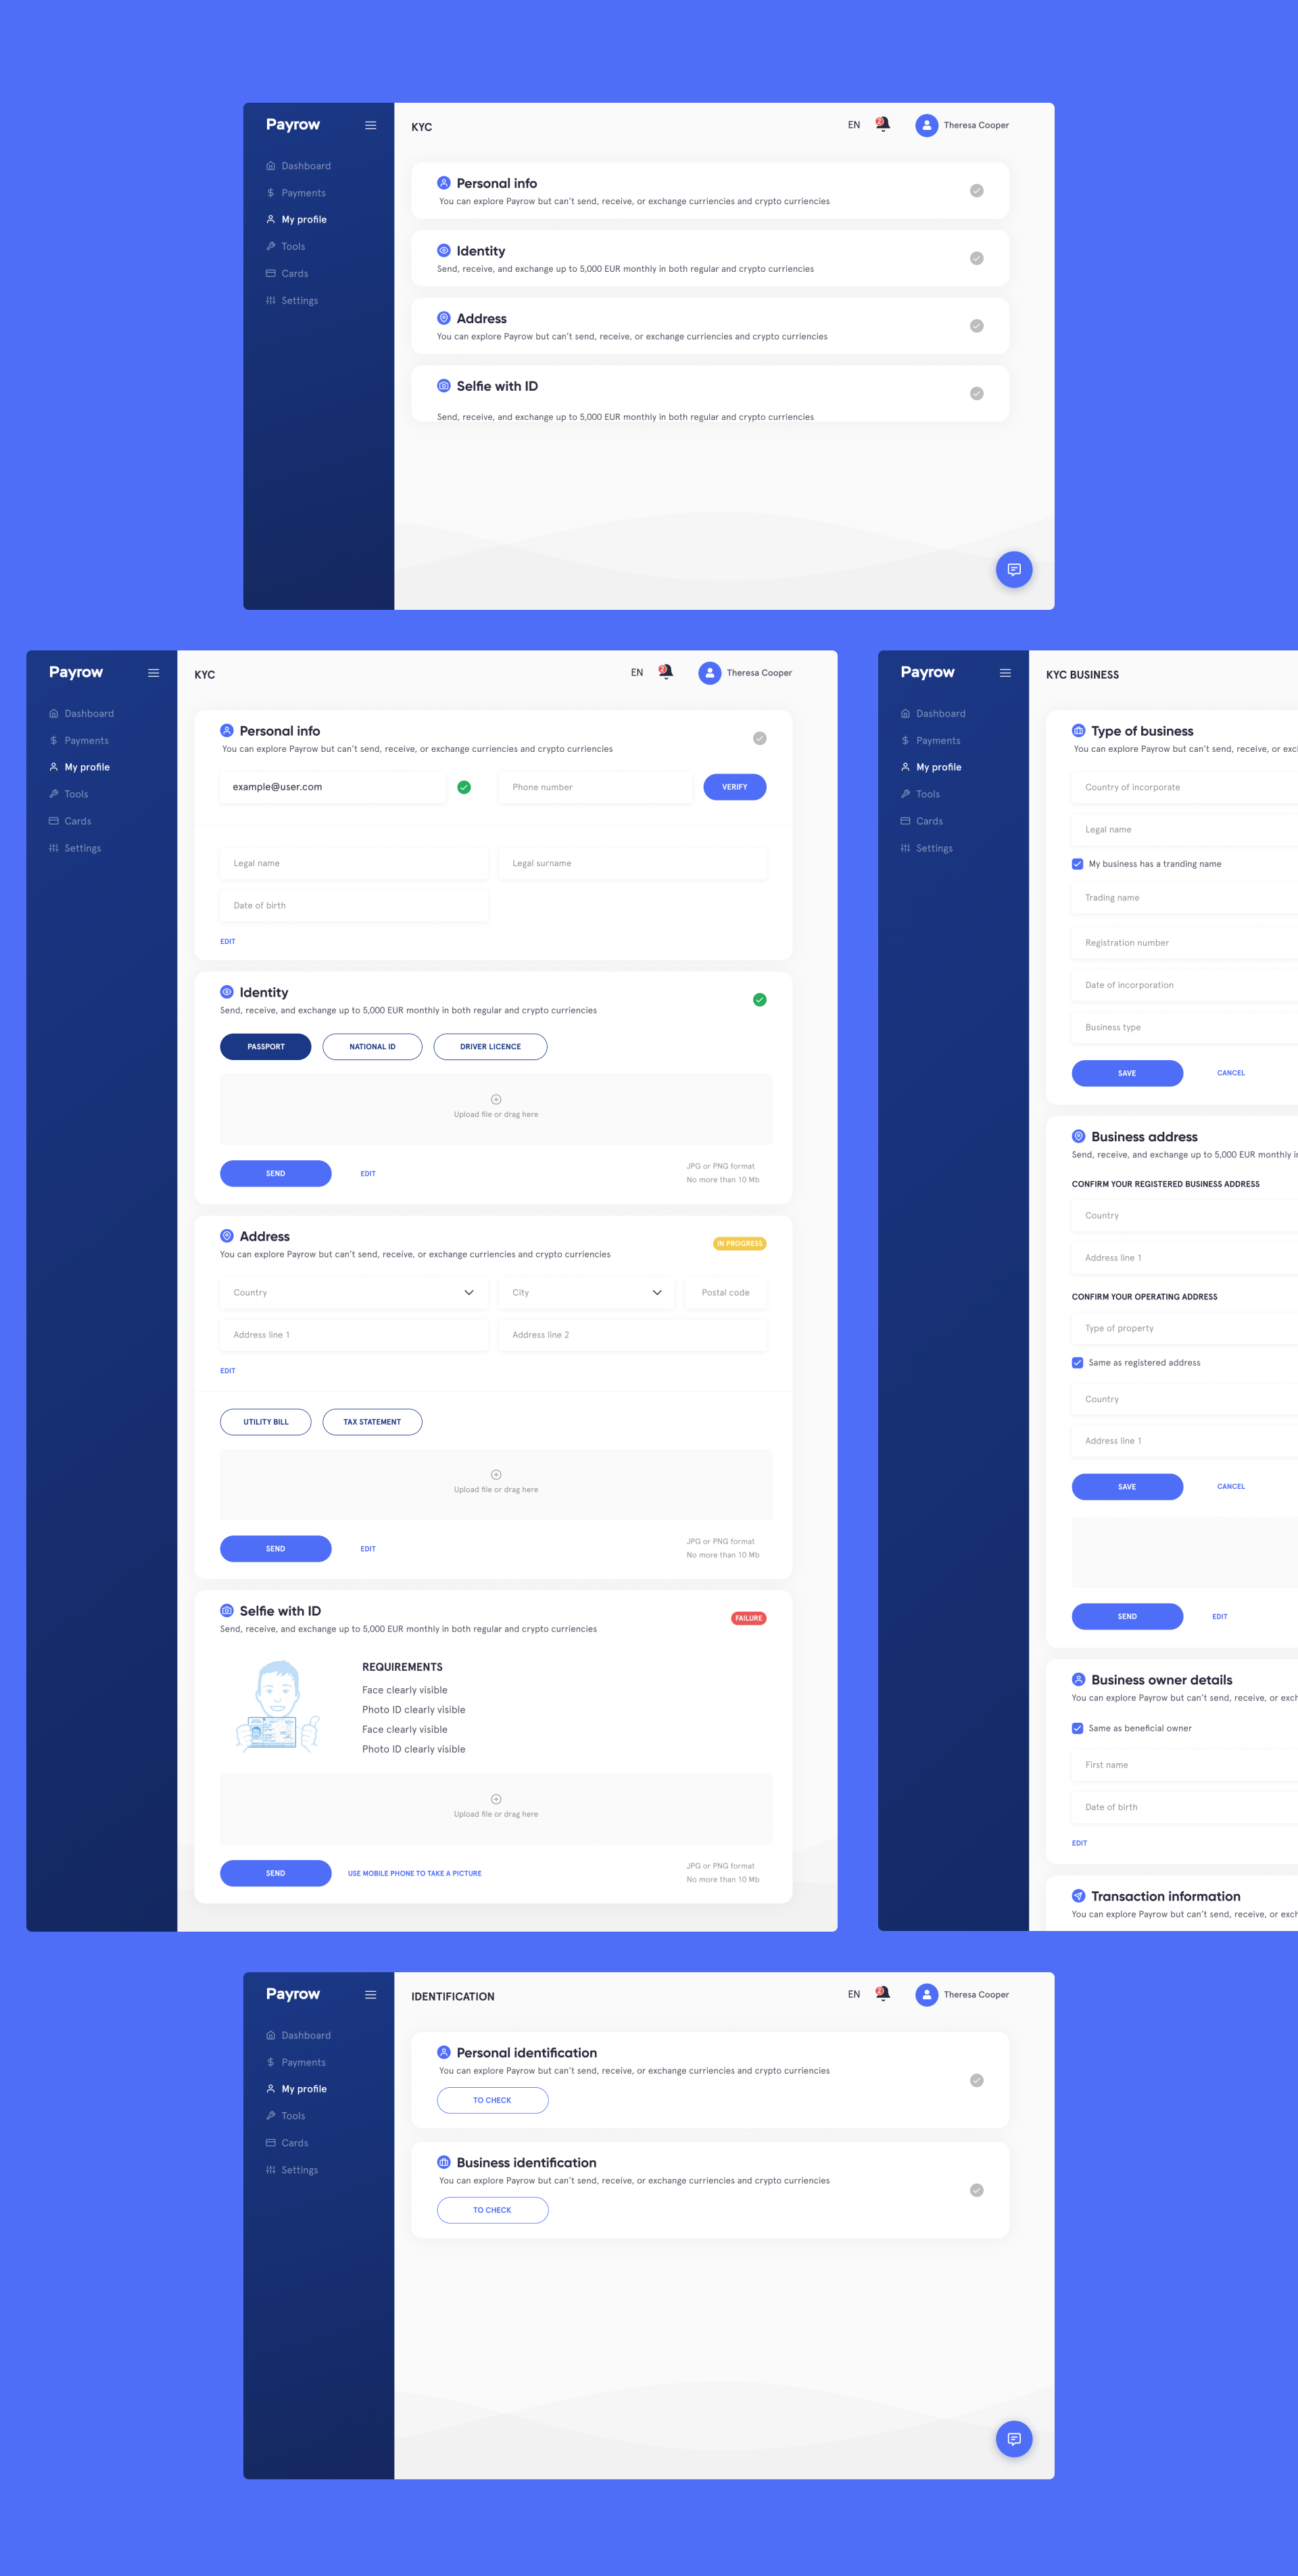 Payrow
Dashboard
Payments
My profile
Tools
Cards
Settings
KYC
EN
2
Theresa Cooper
Personal info
You can explore Payrow but can't send, receive, or exchange curriencies and crypto curriencies
Identity
Send, receive, and exchange up to 5,000 EUR monthly in both regular and crypto curriencies
Address
You can explore Payrow but can't send, receive, or exchange curriencies and crypto curriencies
Selfie with ID
Send, receive, and exchange up to 5,000 EUR monthly in both regular and crypto curriencies
Payrow
Dashboard
Payments
My profile
Tools
Cards
Settings
KYC
EN
2
Theresa Cooper
Personal info
You can explore Payrow but can't send, receive, or exchange curriencies and crypto curriencies
example@user.com
Phone number
VERIFY
Legal name
Legal surname
Date of birth
EDIT
Identity
Send, receive, and exchange up to 5,000 EUR monthly in both regular and crypto curriencies
PASSPORT
NATIONAL ID
DRIVER LICENCE
Upload file or drag here
SEND
EDIT
JPG or PNG format
No more than 10 Mb
Address
IN PROGRESS
You can explore Payrow but can't send, receive, or exchange curriencies and crypto curriencies
Country
City
Postal code
Address line 1
Address line 2
EDIT
UTILITY BILL
TAX STATEMENT
Upload file or drag here
SEND
EDIT
JPG or PNG format
No more than 10 Mb
Selfie with ID
FAILURE
Send, receive, and exchange up to 5,000 EUR monthly in both regular and crypto curriencies
REQUIREMENTS
Face clearly visible
Photo ID clearly visible
Face clearly visible
Photo ID clearly visible
Upload file or drag here
SEND
USE MOBILE PHONE TO TAKE A PICTURE
JPG or PNG format
No more than 10 Mb
Payrow
Dashboard
Payments
My profile
Tools
Cards
Settings
KYC BUSINESS
Type of business
You can explore Payrow but can't send, receive, or
Country of incorporate
Legal name
My business has a tranding name
Trading name
Registration number
Date of incorporation
Business type
SAVE
CANCEL
Business address
Send, receive, and exchange up to 5,000 EUR monthly
CONFIRM YOUR REGISTERED BUSINESS ADDRESS
Country
Address line 1
CONFIRM YOUR OPERATING ADDRESS
Type of property
Same as registered address
Country
Address line 1
SAVE
CANCEL
SEND
EDIT
Business owner details
You can explore Payrow but can't send, receive, or
Same as beneficial owner
First name
Date of birth
EDIT
Transaction information
You can explore Payrow but can't send, receive, or
Payrow
Dashboard
Payments
My profile
Tools
Cards
Settings
IDENTIFICATION
EN
2
Theresa Cooper
Personal identification
You can explore Payrow but can't send, receive, or exchange curriencies and crypto curriencies
TO CHECK
Business identification
You can explore Payrow but can't send, receive, or exchange curriencies and crypto curriencies
TO CHECK